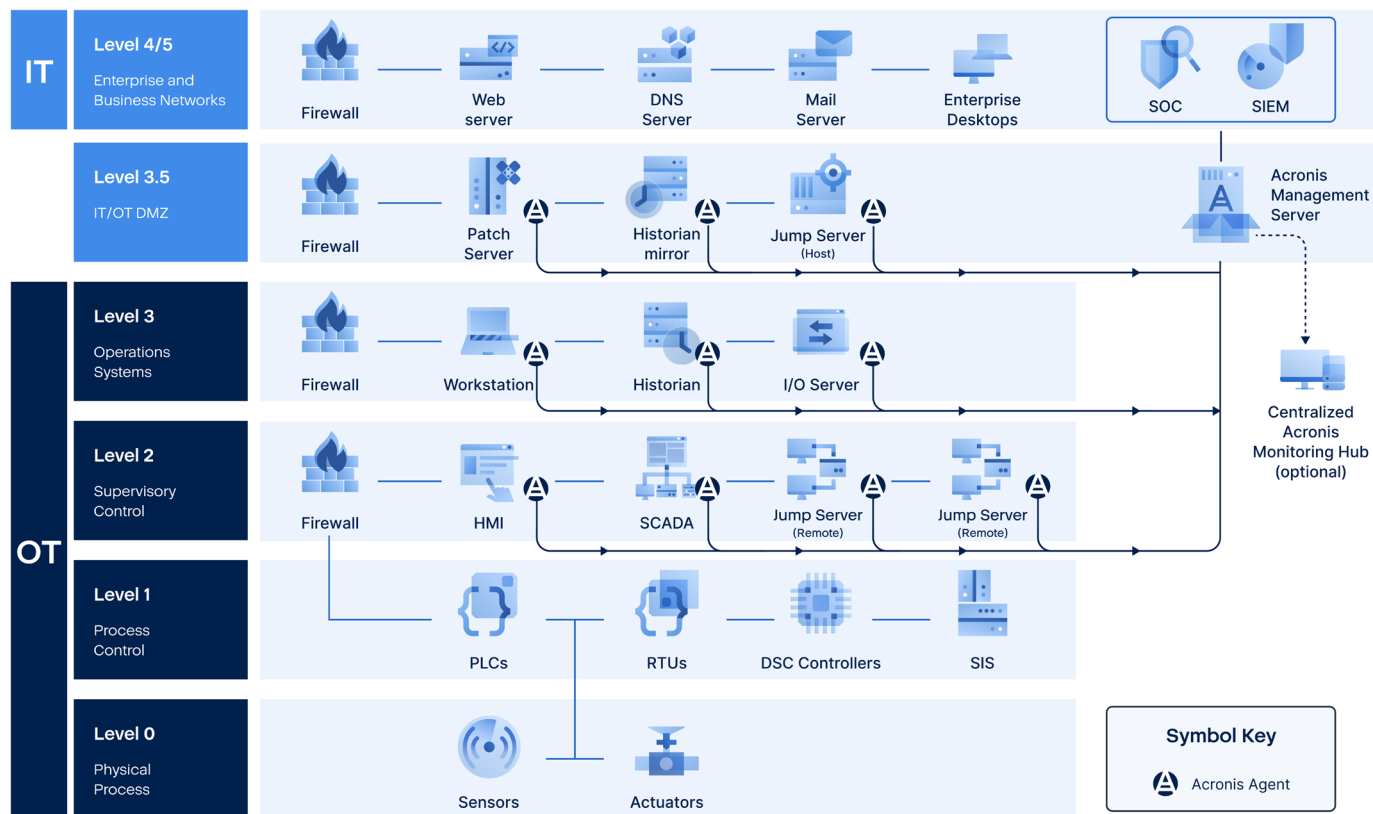 IT
Level 4/5
Enterprise and
Business Networks
Firewall
Web
server
DNS
Server
Mail
Server
Enterprise
Desktops
SOC
SIEM
Level 3.5
IT/OT DMZ
Firewall
Patch
Server
Historian
mirror
Jump Server
(Host)
Acronis
Management
Server
OT
Level 3
Operations
Systems
Firewall
Workstation
Historian
I/O Server
Centralized
Acronis
Monitoring Hub
(optional)
Level 2
Supervisory
Control
Firewall
HMI
SCADA
Jump Server
(Remote)
Jump Server
(Remote)
Level 1
Process
Control
PLCs
RTUs
DSC Controllers
SIS
Level 0
Physical
Process
Sensors
Actuators
Symbol Key
Acronis Agent